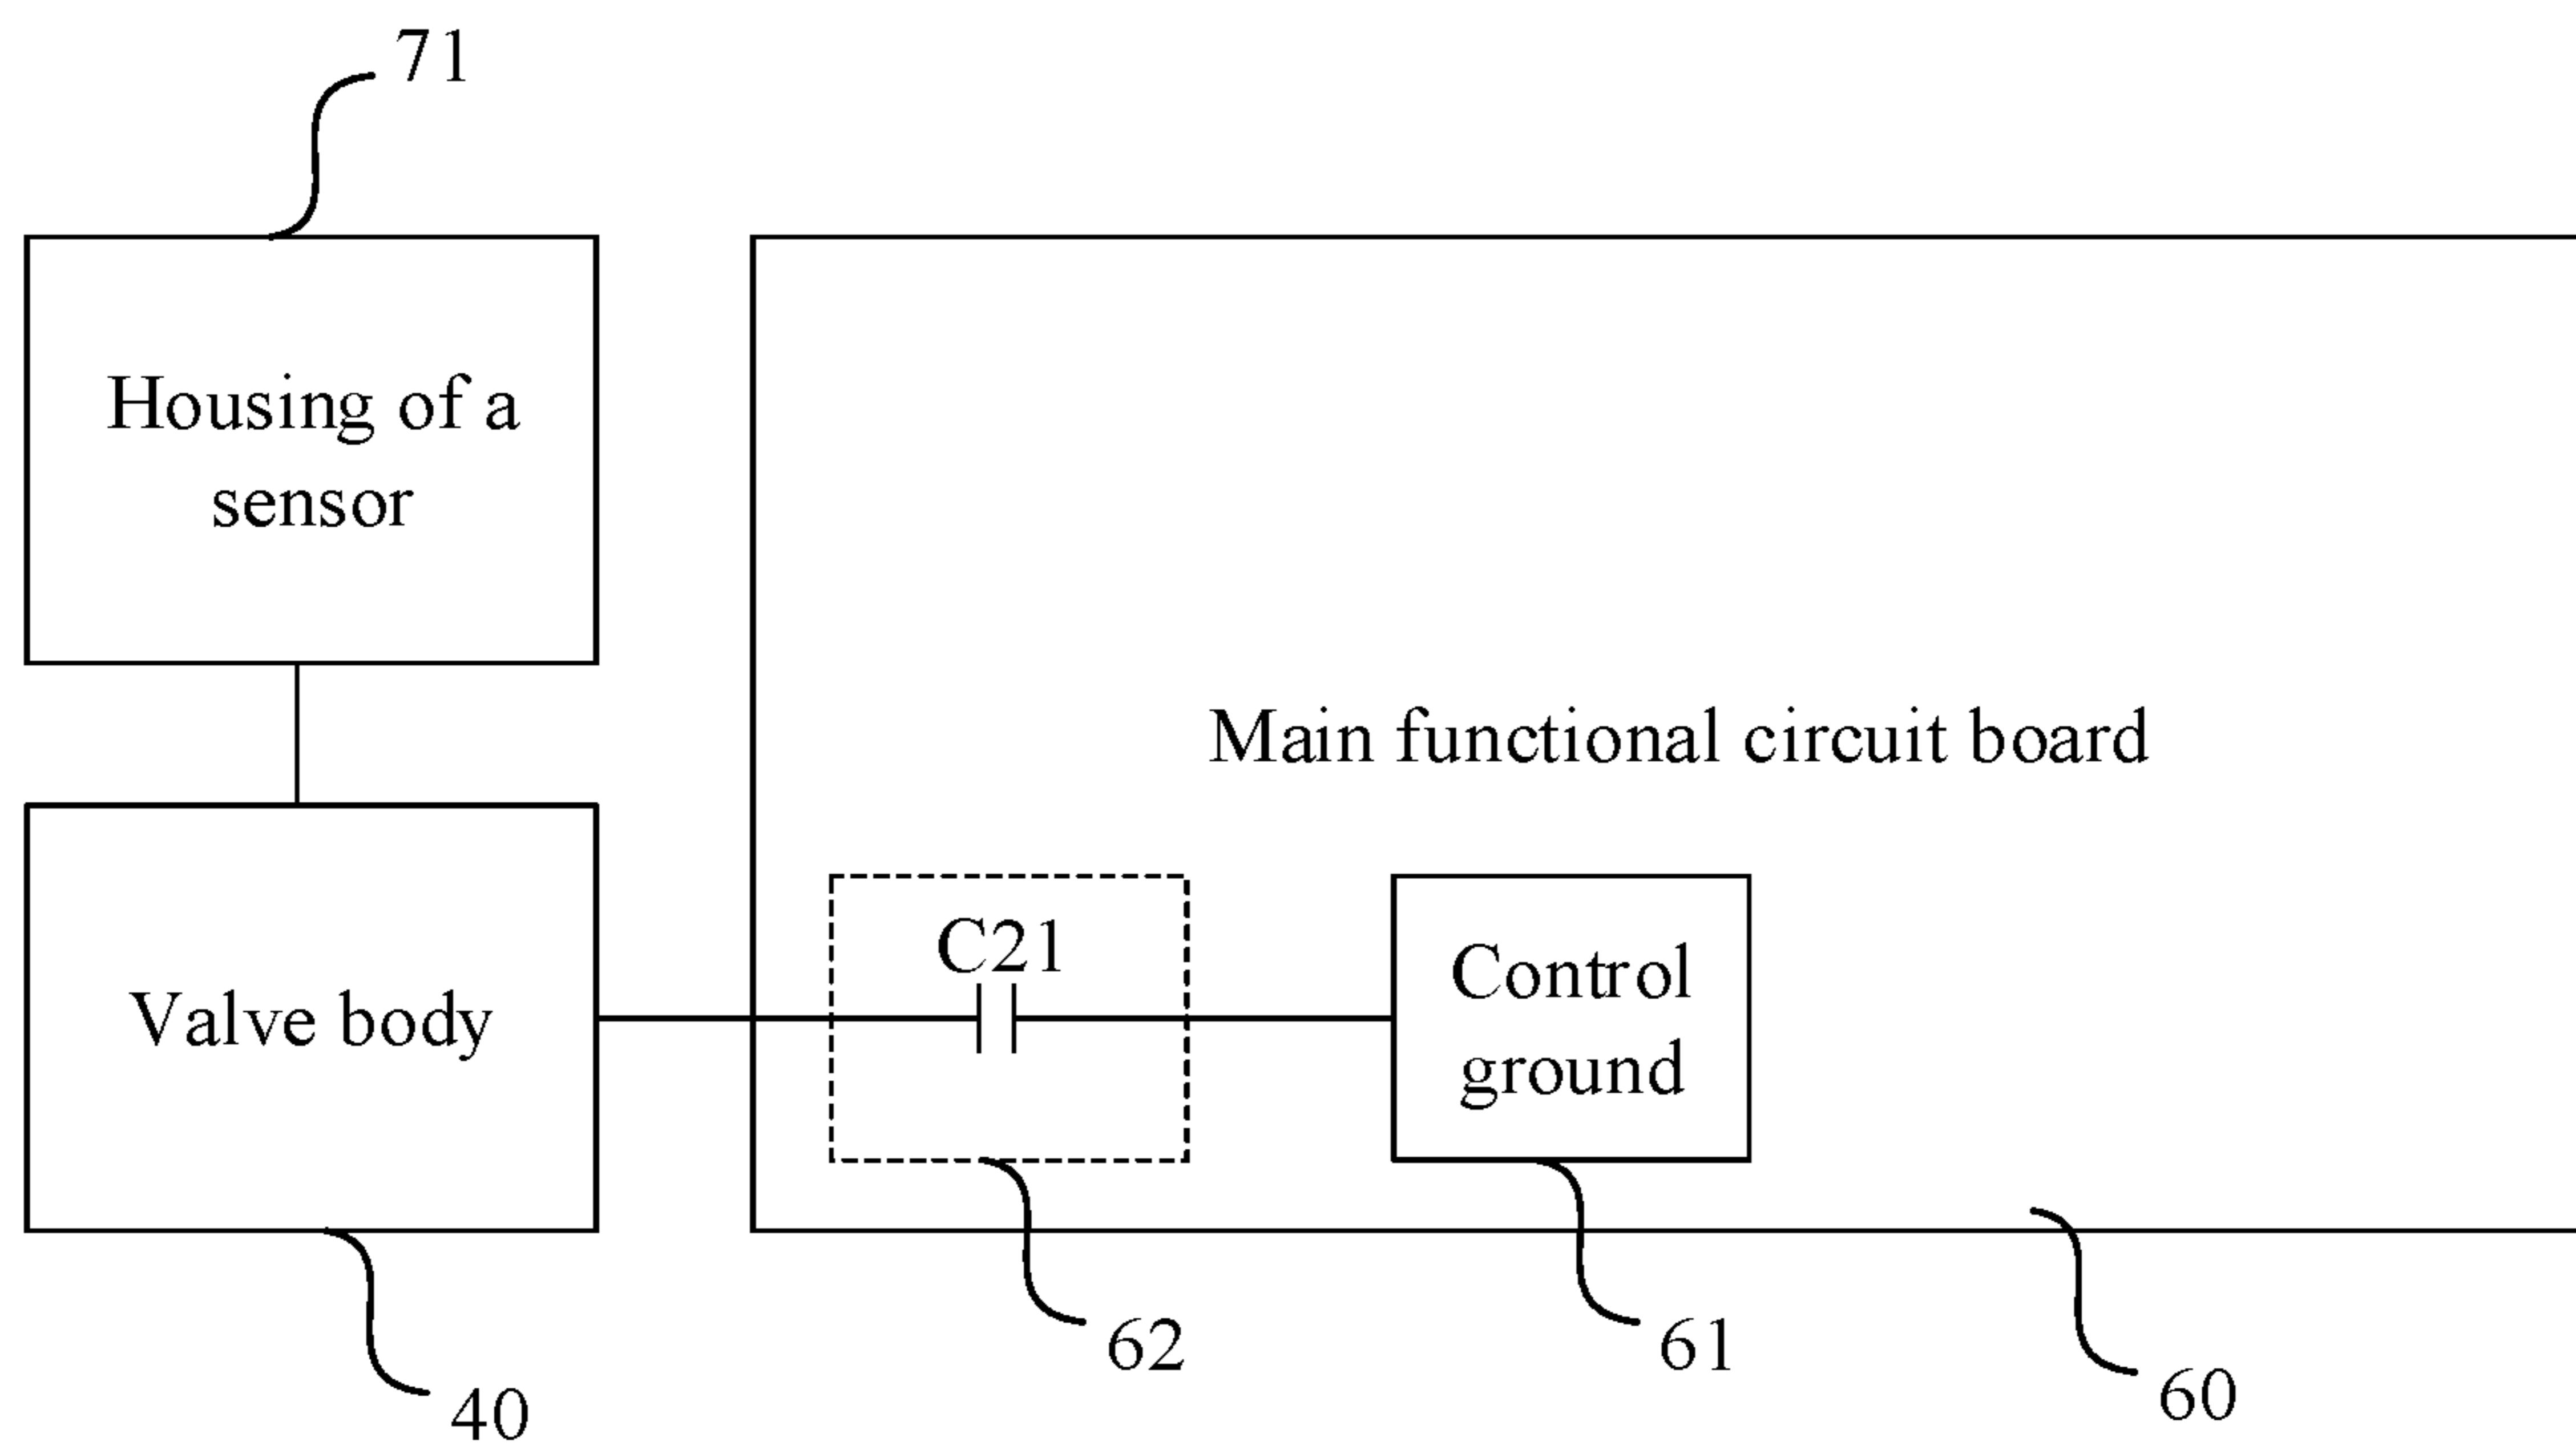 71
Housing of a
sensor
Main functional circuit board
C21
Control
ground
Valve body
62
61
60
40